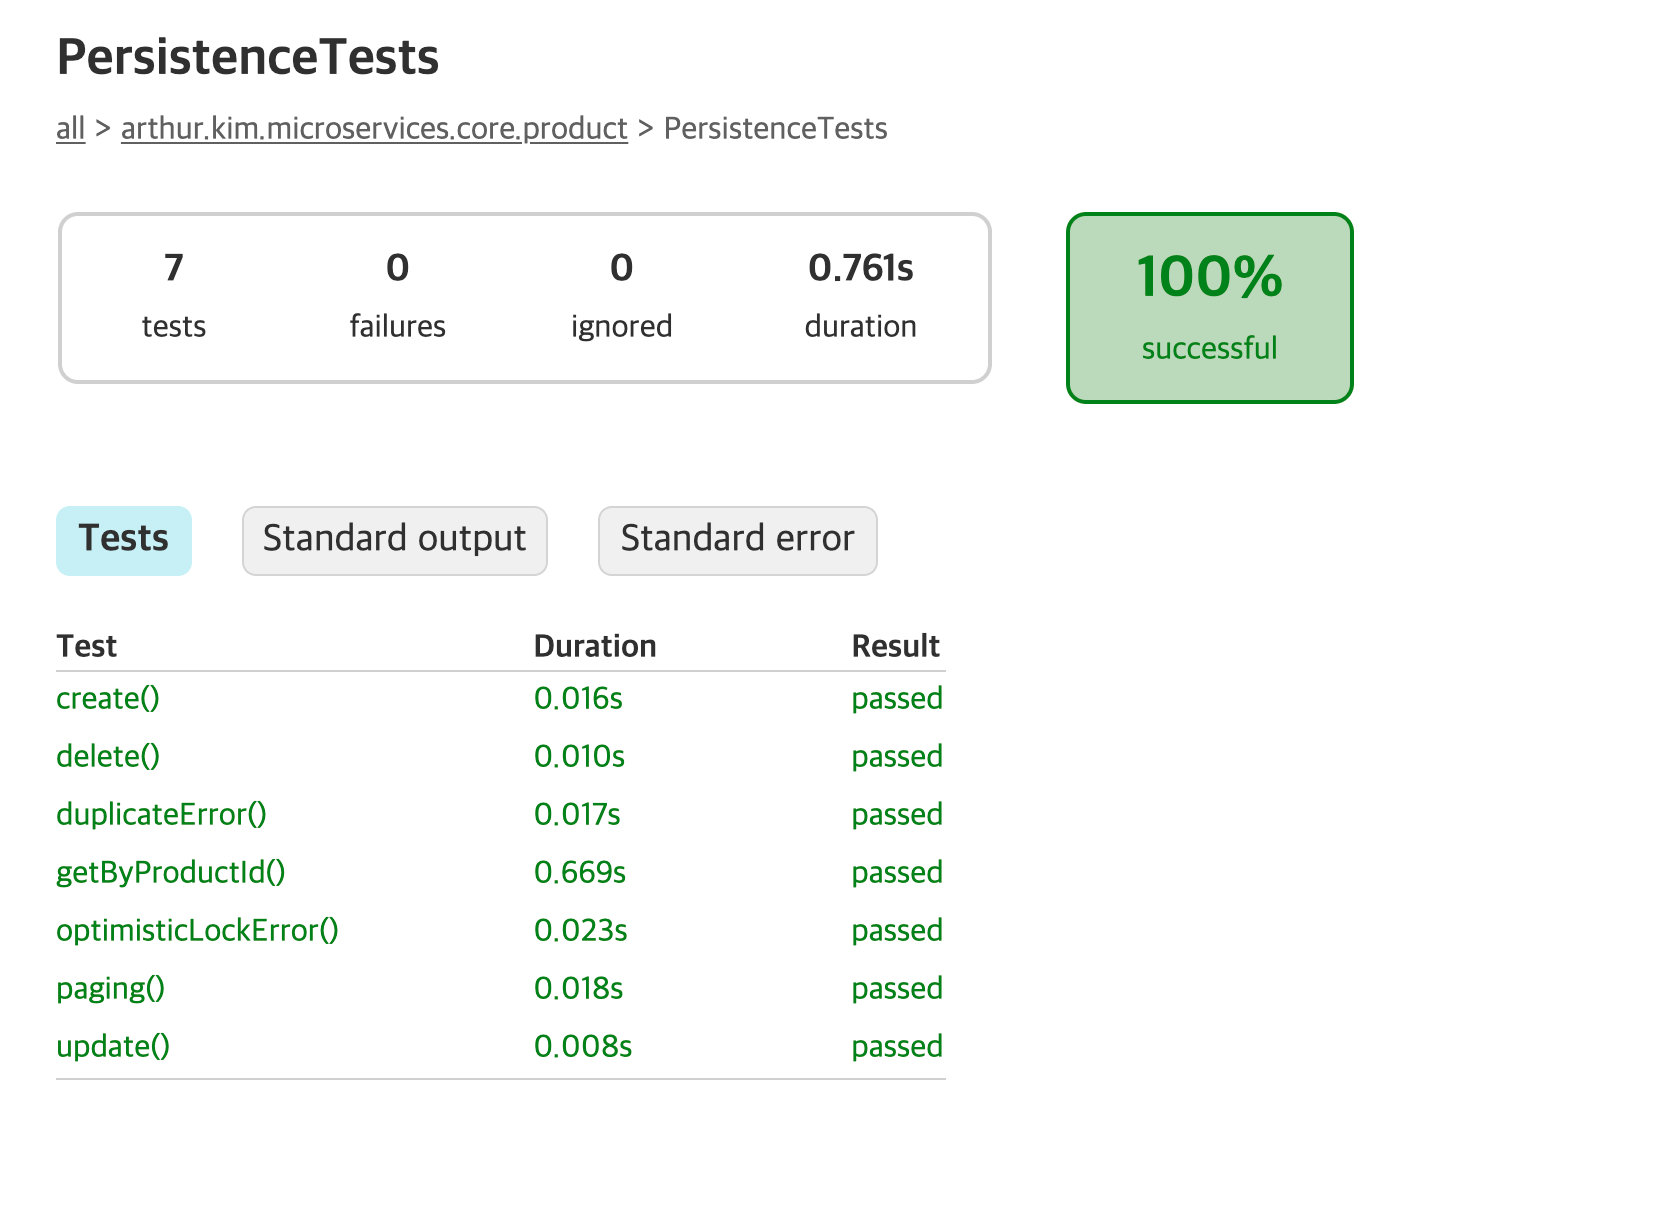 PersistenceTests
all > arthur.kim.microservices.core.product > PersistenceTests
7 0 0 0.761s
tests failures ignored duration
100%
successful
Tests Standard output Standard error
Test Duration Result
create() 0.016s passed
delete() 0.010s passed
duplicateError() 0.017s passed
getByProductId() 0.669s passed
optimisticLockError() 0.023s passed
paging() 0.018s passed
update() 0.008s passed